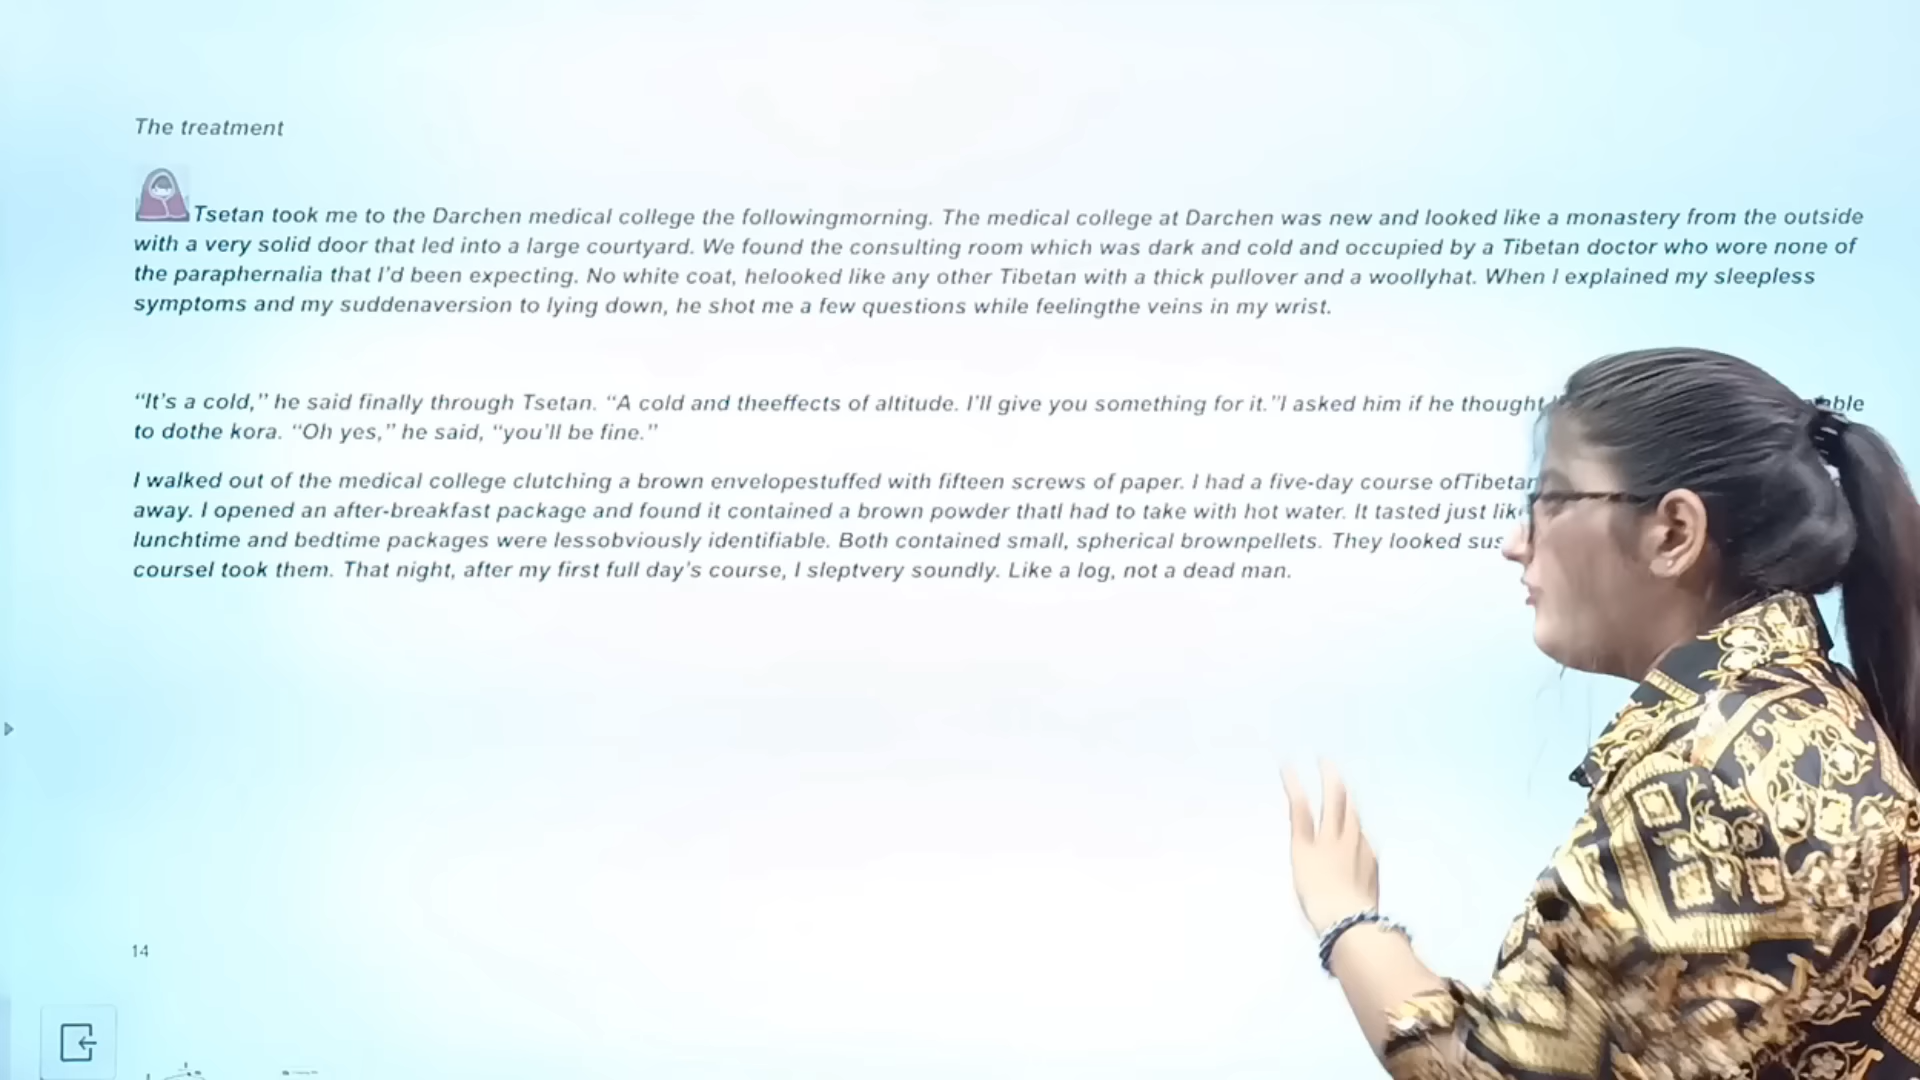 The treatment
Tsetan took me to the Darchen medical college the followingmorning. The medical college at Darchen was new and looked like a monastery from the outside
with a very solid door that led into a large courtyard. We found the consulting room which was dark and cold and occupied by a Tibetan doctor who wore none of
the paraphernalia that I'd been expecting. No white coat, helooked like any other Tibetan with a thick pullover and a woollyhat. When I explained my sleepless
symptoms and my suddenaversion to lying down, he shot me a few questions while feelingthe veins in my wrist.
“It's a cold,” he said finally through Tsetan. “A cold and theeffects of altitude. I'll give you something for it.”I asked him if he thought
to dothe kora. “Oh yes,” he said, “you'll be fine.”
I walked out of the medical college clutching a brown envelopestuffed with fifteen screws of paper. I had a five-day course
away. I opened an after-breakfast package and found it contained a brown powder thatI had to take with hot water. It tasted just
lunchtime and bedtime packages were lessobviously identifiable. Both contained small, spherical brownpellets. They looked
courseI took them. That night, after my first full day's course, I sleptvery soundly. Like a log, not a dead man.
14